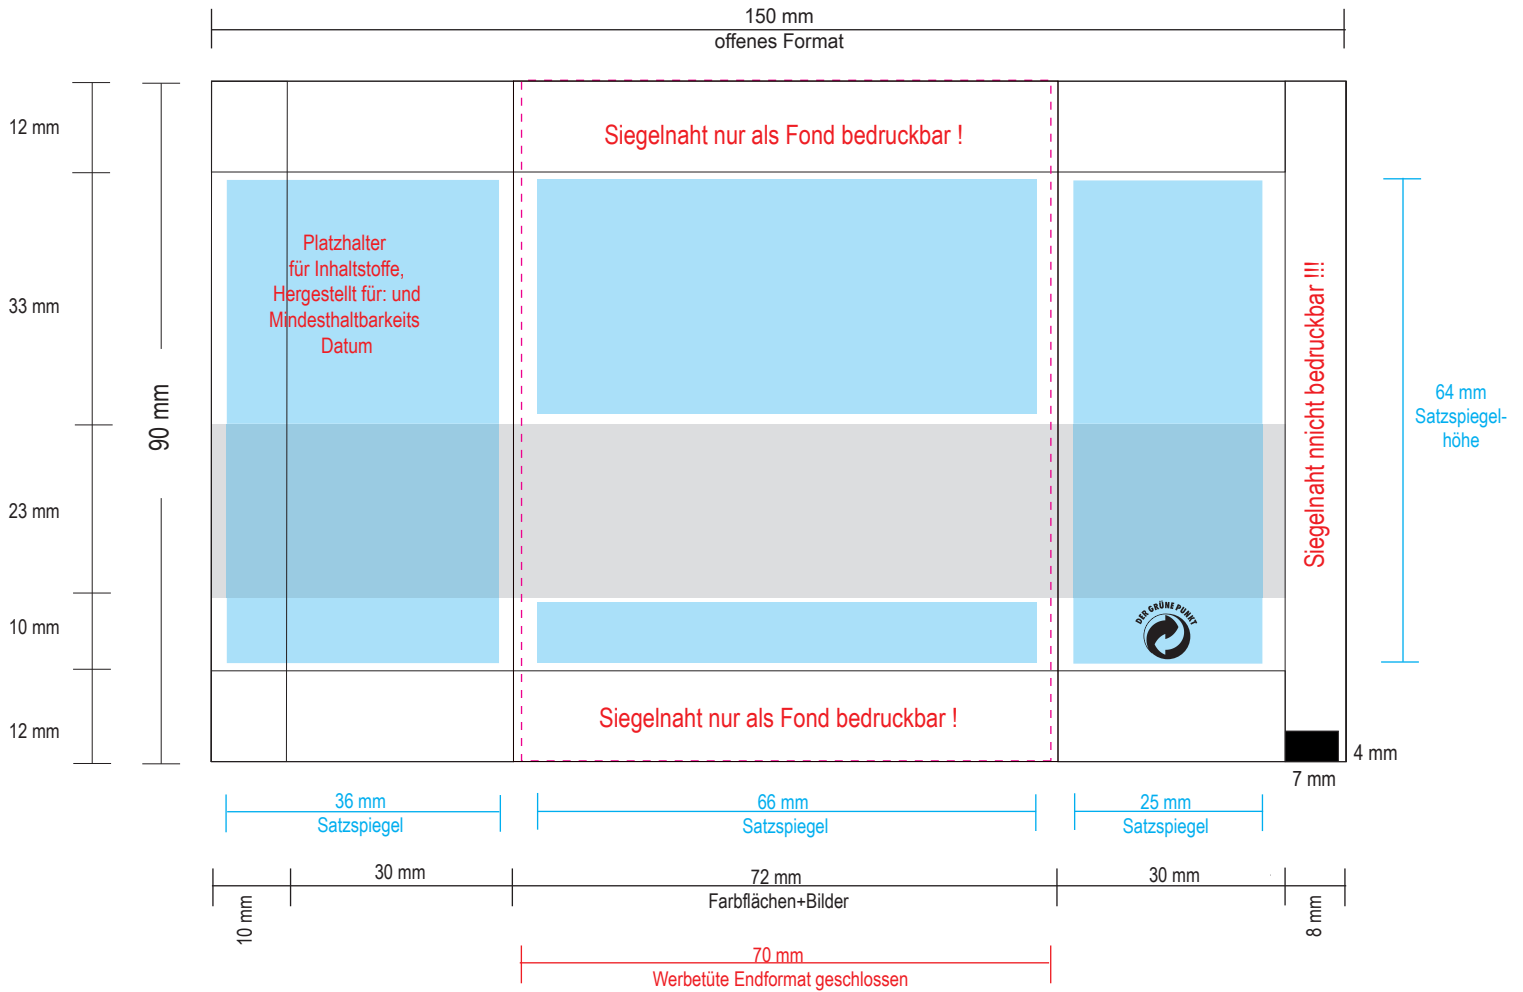 150 mm
offenes Format
12 mm
33 mm
23 mm
10 mm
12 mm
90 mm
Siegelnaht nur als Fond bedruckbar !
Platzhalter
für Inhaltstoffe,
Hergestellt für: und
Mindesthaltbarkeits
Datum
Siegelnaht nnicht bedruckbar !!!
64 mm
Satzspiegel-
höhe
DER GRÜNE PUNKT
Siegelnaht nur als Fond bedruckbar !
4 mm
7 mm
36 mm
Satzspiegel
66 mm
Satzspiegel
25 mm
Satzspiegel
10 mm
30 mm
72 mm
Farbflächen+Bilder
30 mm
8 mm
70 mm
Werbetüte Endformat geschlossen